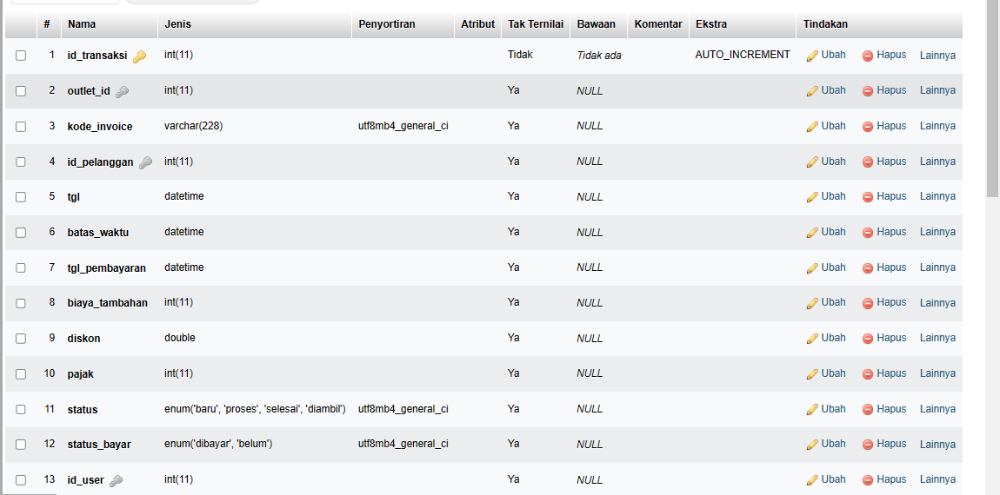 # Nama Jenis Penyortiran Atribut Tak Ternilai Bawaan Komentar Ekstra Tindakan
1 id_transaksi int(11) Tidak Tidak ada AUTO_INCREMENT Ubah Hapus Lainnya
2 outlet_id int(11) Ya NULL Ubah Hapus Lainnya
3 kode_invoice varchar(228) utf8mb4_general_ci Ya NULL Ubah Hapus Lainnya
4 id_pelanggan int(11) Ya NULL Ubah Hapus Lainnya
5 tgl datetime Ya NULL Ubah Hapus Lainnya
6 batas_waktu datetime Ya NULL Ubah Hapus Lainnya
7 tgl_pembayaran datetime Ya NULL Ubah Hapus Lainnya
8 biaya_tambahan int(11) Ya NULL Ubah Hapus Lainnya
9 diskon double Ya NULL Ubah Hapus Lainnya
10 pajak int(11) Ya NULL Ubah Hapus Lainnya
11 status enum('baru', 'proses', 'selesai', 'diambil') utf8mb4_general_ci Ya NULL Ubah Hapus Lainnya
12 status_bayar enum('dibayar', 'belum') utf8mb4_general_ci Ya NULL Ubah Hapus Lainnya
13 id_user int(11) Ya NULL Ubah Hapus Lainnya